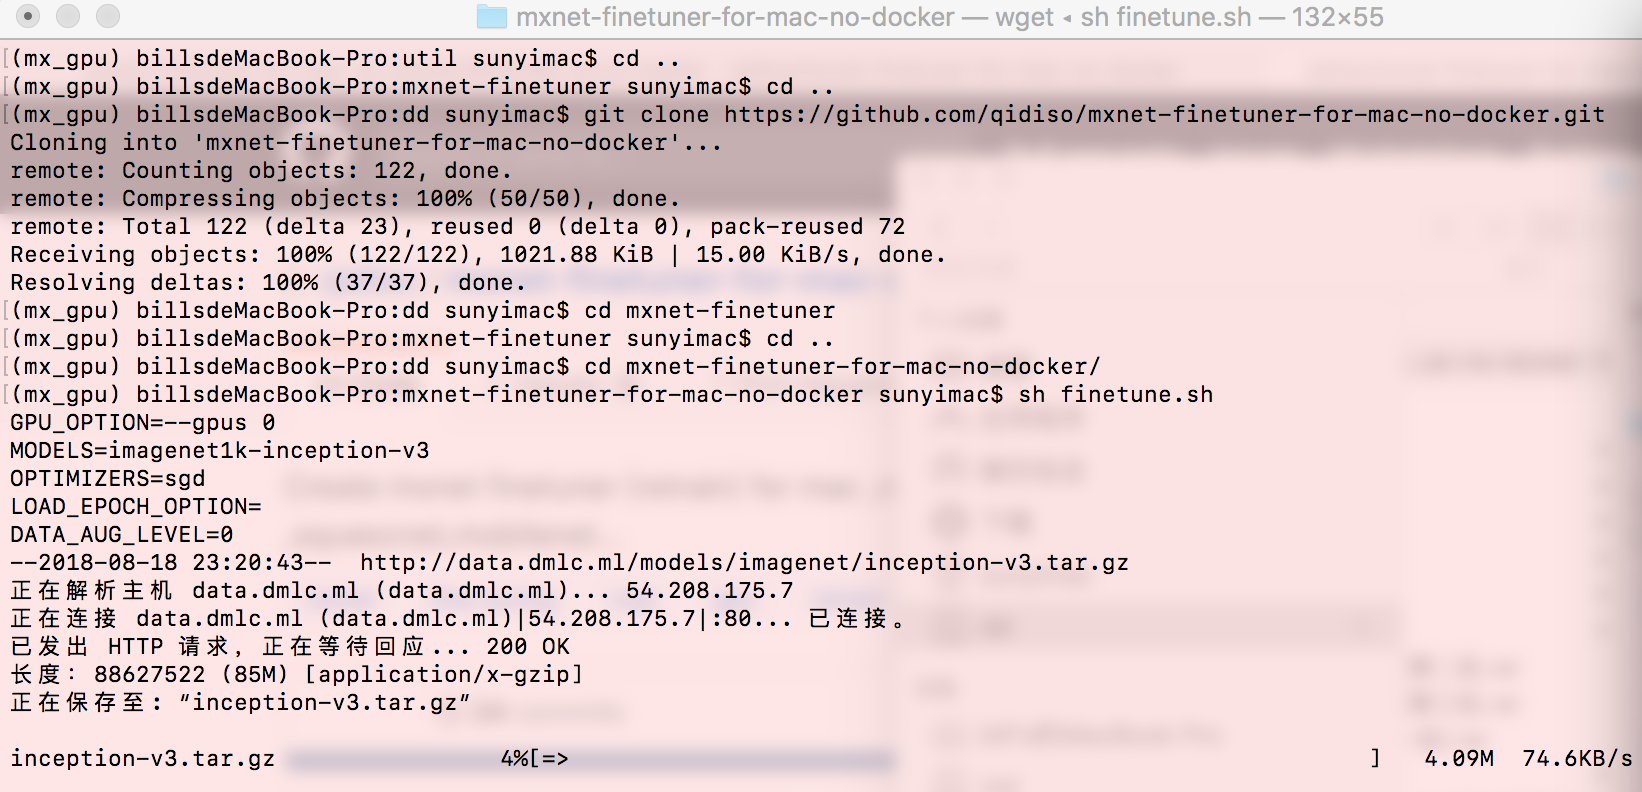 mxnet-finetuner-for-mac-no-docker — wget ◂ sh finetune.sh — 132×55
(mx_gpu) billsdeMacBook-Pro:util sunyimac$ cd ..
(mx_gpu) billsdeMacBook-Pro:mxnet-finetuner sunyimac$ cd ..
(mx_gpu) billsdeMacBook-Pro:dd sunyimac$ git clone https://github.com/qidiso/mxnet-finetuner-for-mac-no-docker.git
Cloning into 'mxnet-finetuner-for-mac-no-docker'...
remote: Counting objects: 122, done.
remote: Compressing objects: 100% (50/50), done.
remote: Total 122 (delta 23), reused 0 (delta 0), pack-reused 72
Receiving objects: 100% (122/122), 1021.88 KiB | 15.00 KiB/s, done.
Resolving deltas: 100% (37/37), done.
(mx_gpu) billsdeMacBook-Pro:dd sunyimac$ cd mxnet-finetuner
(mx_gpu) billsdeMacBook-Pro:mxnet-finetuner sunyimac$ cd ..
(mx_gpu) billsdeMacBook-Pro:dd sunyimac$ cd mxnet-finetuner-for-mac-no-docker/
(mx_gpu) billsdeMacBook-Pro:mxnet-finetuner-for-mac-no-docker sunyimac$ sh finetune.sh
GPU_OPTION=--gpus 0
MODELS=imagenet1k-inception-v3
OPTIMIZERS=sgd
LOAD_EPOCH_OPTION=
DATA_AUG_LEVEL=0
--2018-08-18 23:20:43--  http://data.dmlc.ml/models/imagenet/inception-v3.tar.gz
正在解析主机 data.dmlc.ml (data.dmlc.ml)... 54.208.175.7
正在连接 data.dmlc.ml (data.dmlc.ml)|54.208.175.7|:80... 已连接。
已发出 HTTP 请求，正在等待回应... 200 OK
长度：88627522 (85M) [application/x-gzip]
正在保存至: “inception-v3.tar.gz”
inception-v3.tar.gz 4%[=> ] 4.09M 74.6KB/s